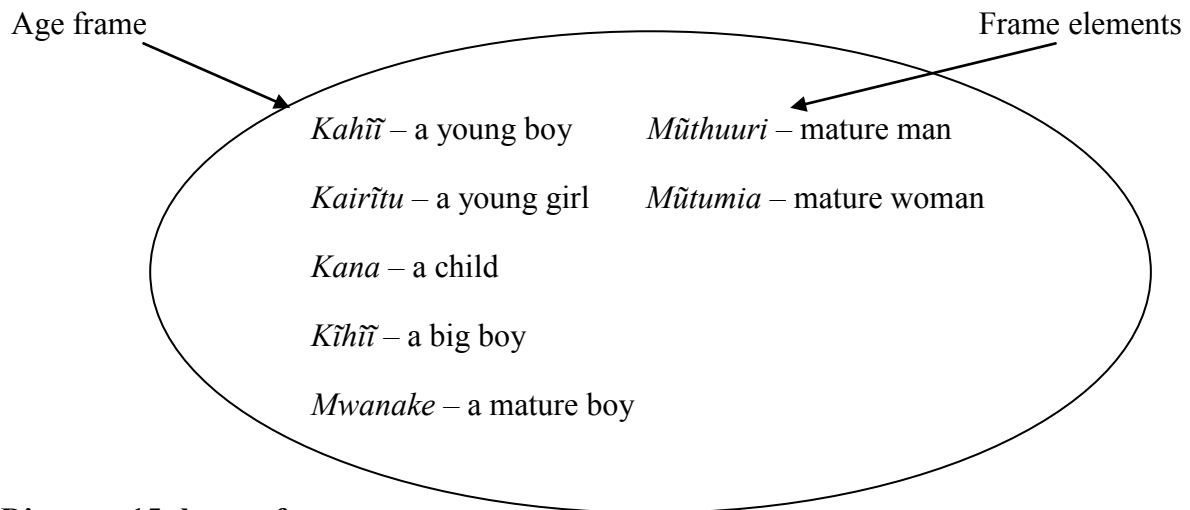 Age frame
Frame elements
Kahĩĩ – a young boy
Mũthuuri – mature man
Kairĩtu – a young girl
Mũtumia – mature woman
Kana – a child
Kĩhĩĩ – a big boy
Mwanake – a mature boy